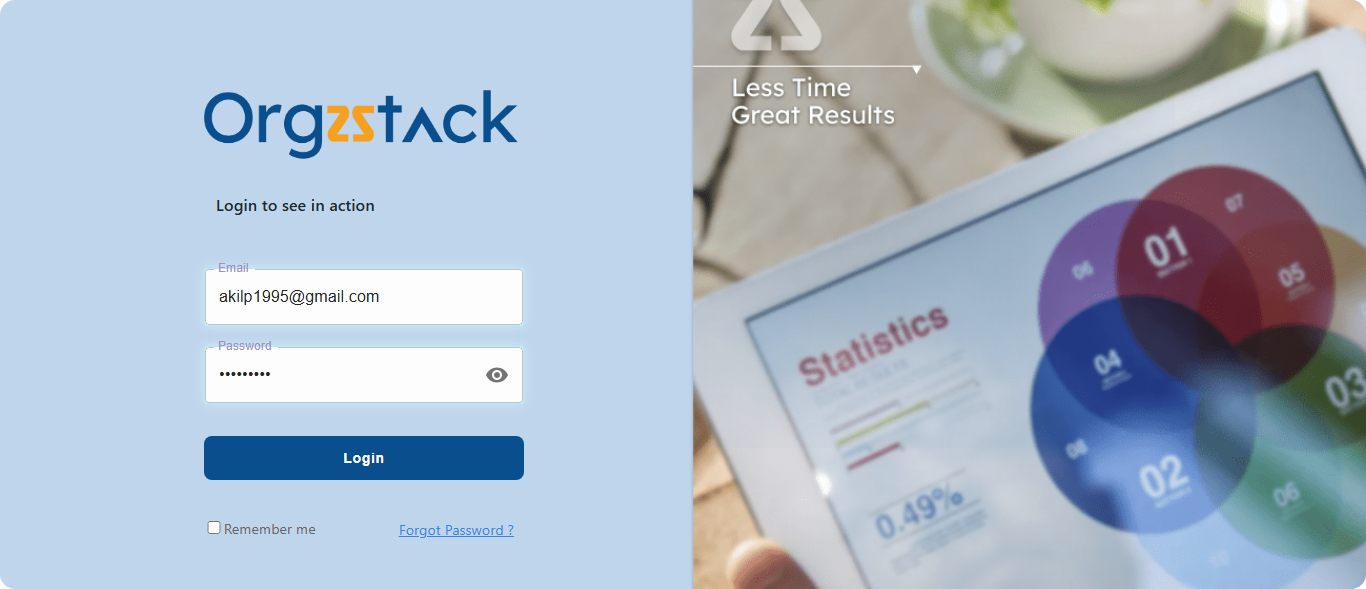 Orgzstack
Login to see in action
Email
akilp1995@gmail.com
Password
•••••••••
Login
Remember me
Forgot Password ?
Less Time
Great Results
07
01
06
05
Statistics
04
03
08
02
06
0.49%
10